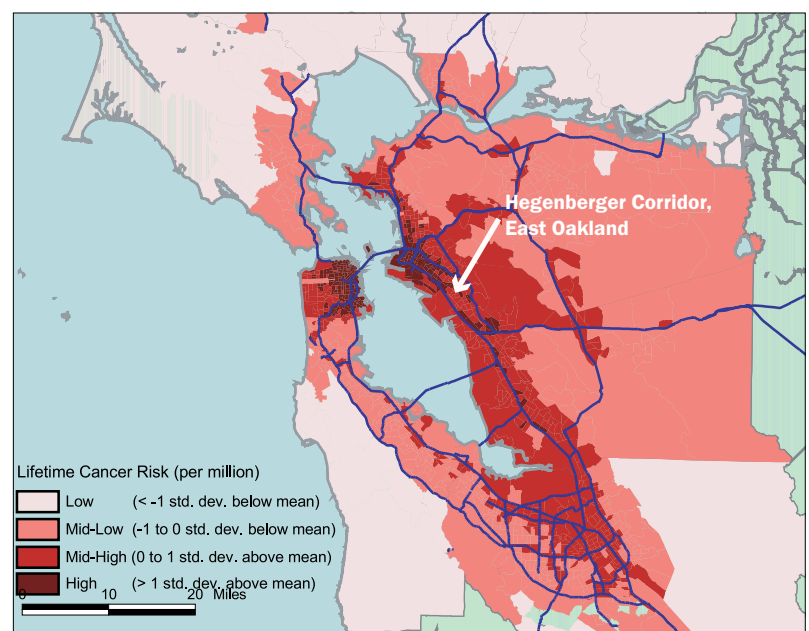 Hegenberger Corridor,
East Oakland
Lifetime Cancer Risk (per million)
Low (< -1 std. dev. below mean)
Mid-Low (-1 to 0 std. dev. below mean)
Mid-High (0 to 1 std. dev. above mean)
High (> 1 std. dev. above mean)
0 10 20 Miles